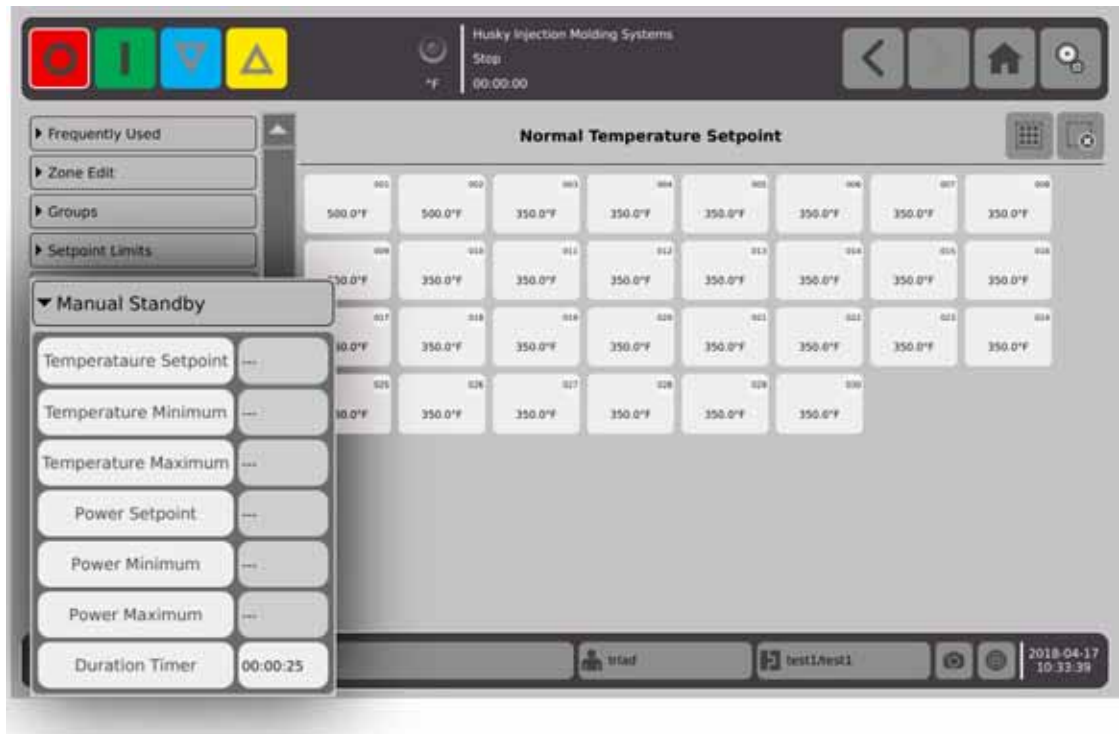 Husky Injection Molding Systems
Stop
°F
00:00:00
Frequently Used
Zone Edit
Groups
Setpoint Limits
Manual Standby
Temperataure Setpoint ---
Temperature Minimum ---
Temperature Maximum ---
Power Setpoint ---
Power Minimum ---
Power Maximum ---
Duration Timer 00:00:25
Normal Temperature Setpoint
001 002 003 004 005 006 007 008
500.0°F 500.0°F 350.0°F 350.0°F 350.0°F 350.0°F 350.0°F 350.0°F
009 010 011 012 013 014 015 016
350.0°F 350.0°F 350.0°F 350.0°F 350.0°F 350.0°F 350.0°F
017 018 019 020 021 022 023 024
350.0°F 350.0°F 350.0°F 350.0°F 350.0°F 350.0°F 350.0°F
025 026 027 028 029 030
350.0°F 350.0°F 350.0°F 350.0°F 350.0°F
triad
test1/test1
2018-04-17
10:33:39